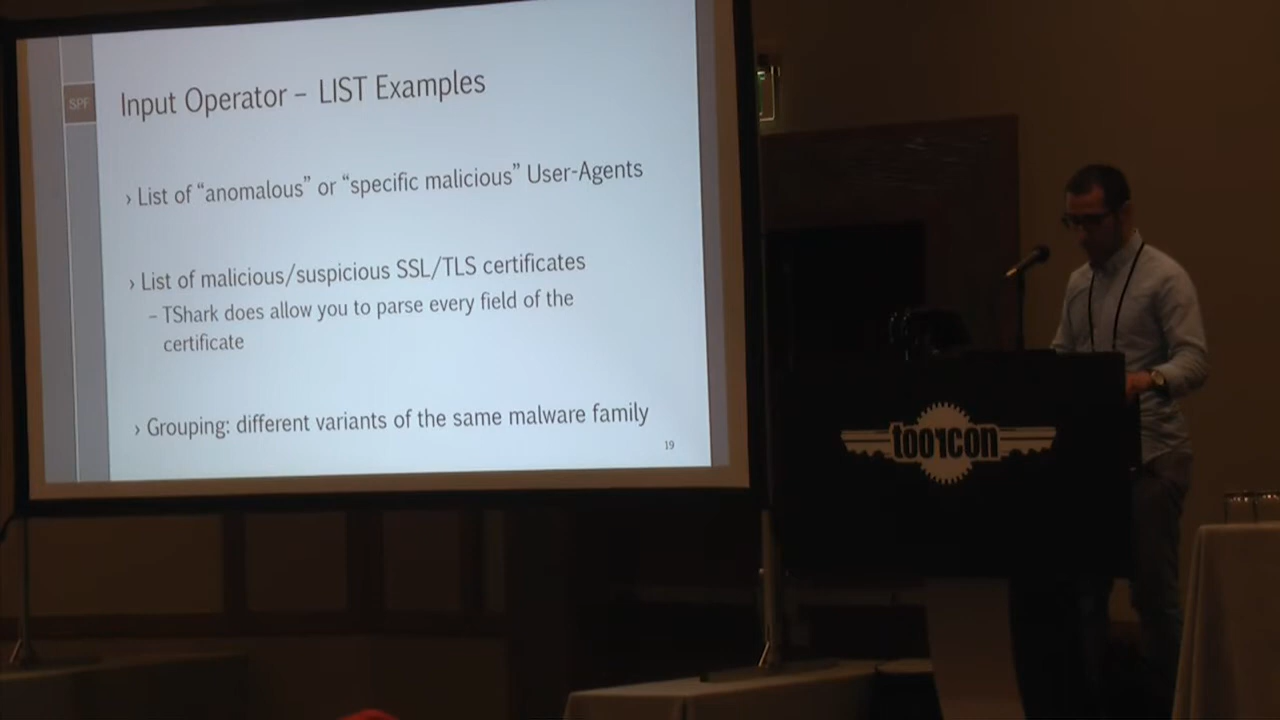 SPF
Input Operator – LIST Examples
› List of “anomalous” or “specific malicious” User-Agents
› List of malicious/suspicious SSL/TLS certificates
– TShark does allow you to parse every field of the
certificate
› Grouping: different variants of the same malware family
19
toorcon